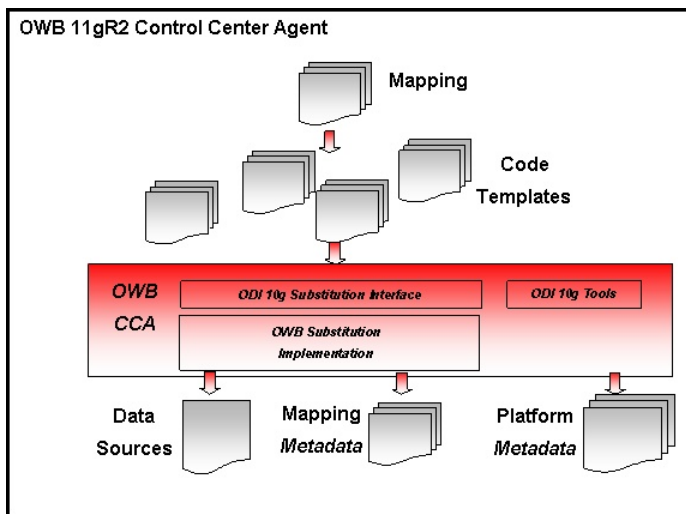 OWB 11gR2 Control Center Agent
Mapping
Code
Templates
OWB
CCA
ODI 10g Substitution Interface
ODI 10g Tools
OWB Substitution
Implementation
Data
Sources
Mapping
Metadata
Platform
Metadata